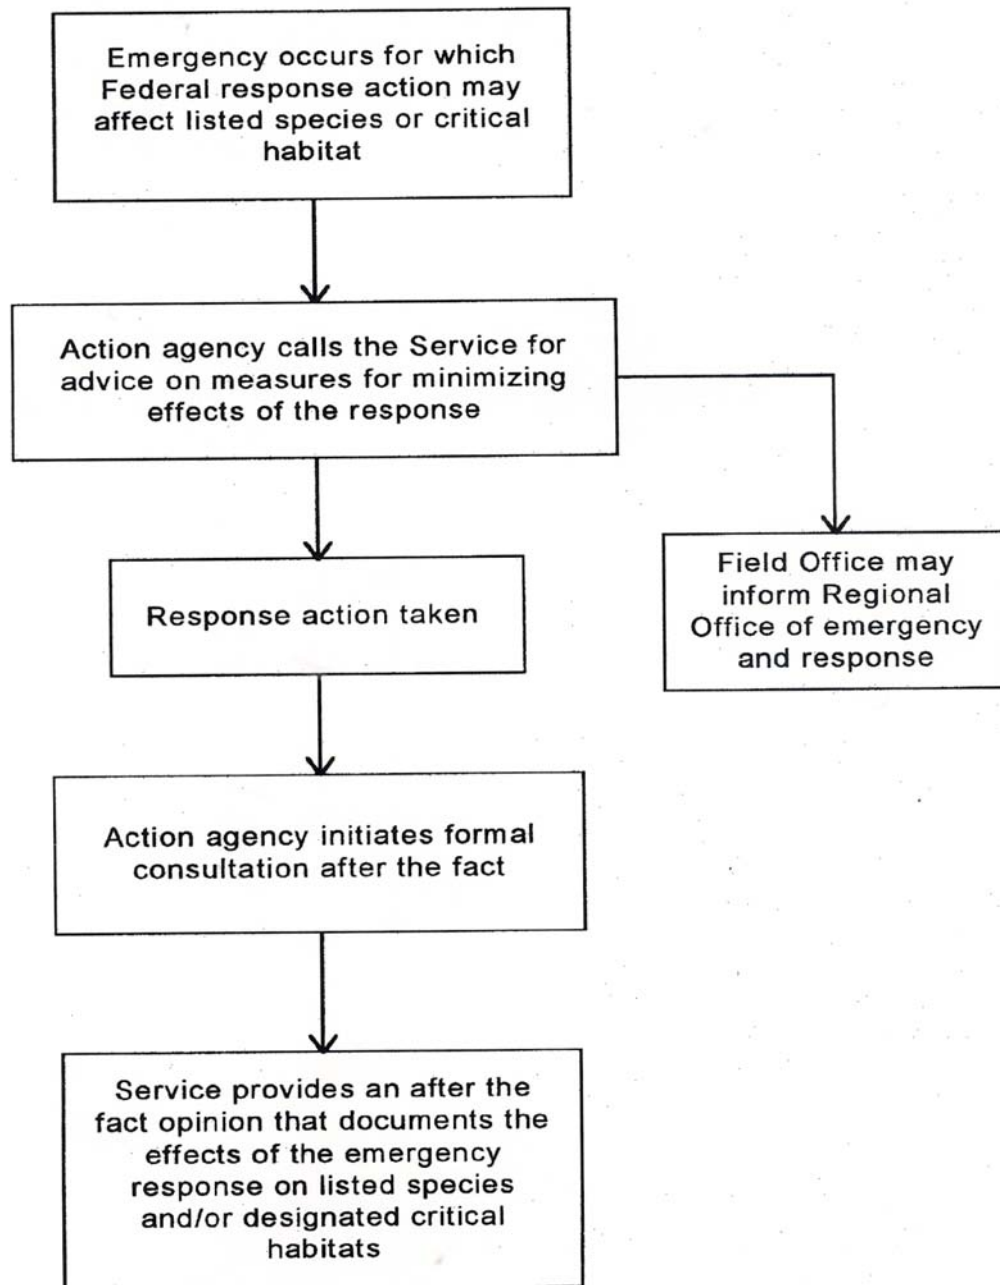 Emergency occurs for which
Federal response action may
affect listed species or critical
habitat
Action agency calls the Service for
advice on measures for minimizing
effects of the response
Response action taken
Field Office may
inform Regional
Office of emergency
and response
Action agency initiates formal
consultation after the fact
Service provides an after the
fact opinion that documents the
effects of the emergency
response on listed species
and/or designated critical
habitats